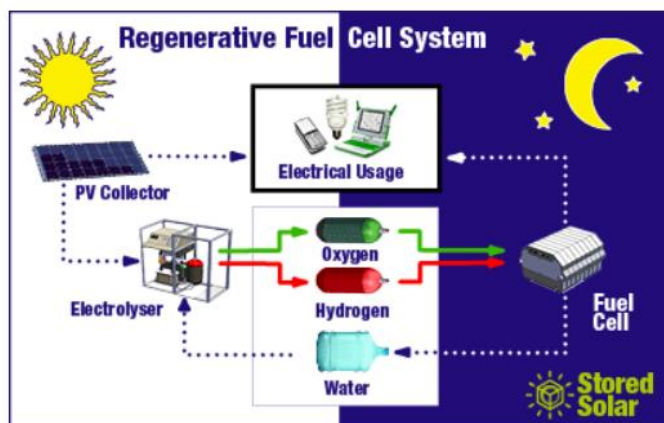 Regenerative Fuel Cell System
Electrical Usage
PV Collector
Oxygen
Electrolyser
Hydrogen
Fuel
Cell
Water
Stored
Solar